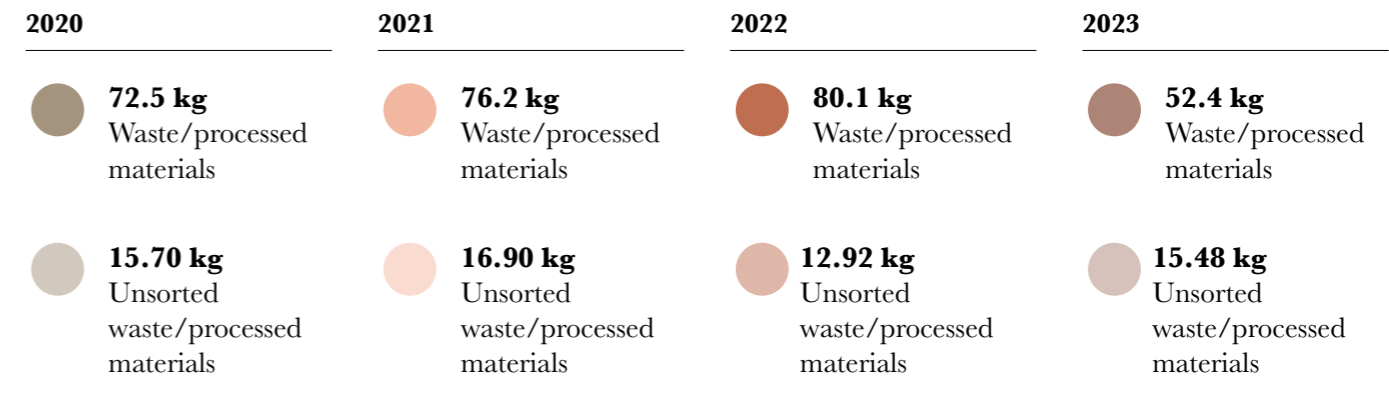 2020
72.5 kg
Waste/processed
materials
15.70 kg
Unsorted
waste/processed
materials
2021
76.2 kg
Waste/processed
materials
16.90 kg
Unsorted
waste/processed
materials
2022
80.1 kg
Waste/processed
materials
12.92 kg
Unsorted
waste/processed
materials
2023
52.4 kg
Waste/processed
materials
15.48 kg
Unsorted
waste/processed
materials